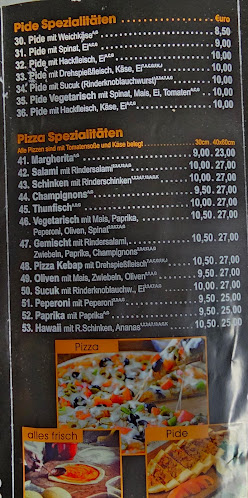 Pide Spezialitäten €uro
30. Pide mit Weichkäse 8,50
31. Pide mit Spinat, Ei 9,00
32. Pide mit Hackfleisch, Ei 10,00
33. Pide mit Drehspießfleisch, Käse, Ei 10,00
34. Pide mit Sucuk (Rinderknoblauchwurst) 10,00
35. Pide Vegetarisch mit Spinat, Mais, Ei, Tomaten 10,00
36. Pide mit Hackfleisch, Käse, Ei 10,00
Pizza Spezialitäten
Alle Pizzen sind mit Tomatensoße und Käse belegt 30cm 40x60cm
41. Margherita 9,00 23,00
42. Salami mit Rindersalami 10,00 27,00
43. Schinken mit Rinderschinken 10,00 27,00
44. Champignons 9,50 27,00
45. Thunfisch 10,50 27,00
46. Vegetarisch mit Mais, Paprika, 10,50 27,00
Peperoni, Oliven, Spinat
47. Gemischt mit Rindersalami, 10,50 27,00
Zwiebeln, Paprika, Champignons
48. Pizza Kebap mit Drehspießfleisch 10,50 27,00
49. Oliven mit Mais, Zwiebeln, Oliven 9,50 27,00
50. Sucuk mit Rinderknoblauchw., Ei 10,00 27,00
51. Peperoni mit Peperoni 9,50 25.00
52. Paprika mit Paprika 9,50 25.00
53. Hawaii mit R.Schinken, Ananas 10,50 25.00
Pizza
alles frisch
Pide